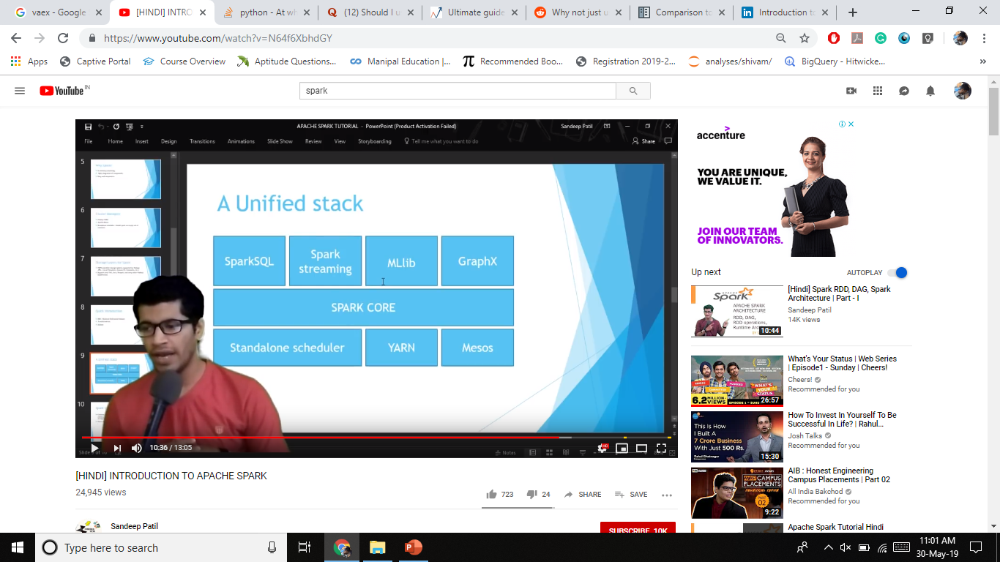 vaex - Google
[HINDI] INTRO
python - At wh
(12) Should I u
Ultimate guide
Why not just u
Comparison to
Introduction to
https://www.youtube.com/watch?v=N64f6XbhdGY
Apps
Captive Portal
Course Overview
Aptitude Questions...
Manipal Education |...
Recommended Boo...
Registration 2019-2...
analyses/shivam/
BigQuery - Hitwicke...
YouTube IN
spark
APACHE SPARK TUTORIAL - PowerPoint (Product Activation Failed)
Sandeep Patil
File Home Insert Design Transitions Animations Slide Show Review View Storyboarding Tell me what you want to do
Share
5
6
7
8
9
10
A Unified stack
SparkSQL
Spark
streaming
MLlib
GraphX
SPARK CORE
Standalone scheduler
YARN
Mesos
10:36 / 13:05
HD
Notes
[HINDI] INTRODUCTION TO APACHE SPARK
24,945 views
723
24
SHARE
SAVE
Sandeep Patil
SUBSCRIBE 10K
accenture
YOU ARE UNIQUE,
WE VALUE IT.
JOIN OUR TEAM
OF INNOVATORS.
Up next
AUTOPLAY
APACHE
Spark
APACHE SPARK
ARCHITECTURE
RDD, DAG,
RDD operations,
10:44
[Hindi] Spark RDD, DAG, Spark
Architecture | Part - I
Sandeep Patil
14K views
WHAT'S YOUR
STATUS
6.2 MILLION+
VIEWS
26:57
What's Your Status | Web Series
| Episode1 - Sunday | Cheers!
Cheers!
Recommended for you
This Is How
I Built A
7 Crore Business
With Just 500 Rs.
15:30
How To Invest In Yourself To Be
Successful In Life? | Rahul...
Josh Talks
Recommended for you
CAMPUS
PLACEMENTS
PART
02
9:22
AIB : Honest Engineering
Campus Placements | Part 02
All India Bakchod
Recommended for you
Apache Spark Tutorial Hindi
Type here to search
11:01 AM
30-May-19